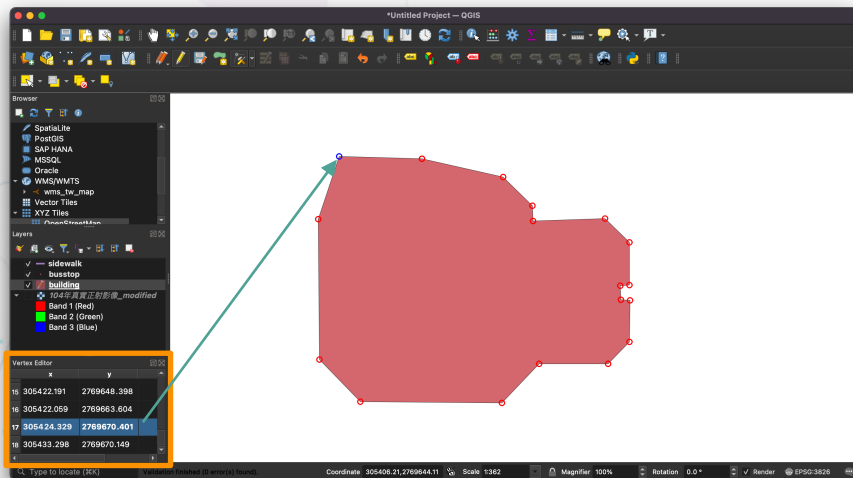 *Untitled Project — QGIS
Browser
SpatiaLite
PostGIS
SAP HANA
MSSQL
Oracle
WMS/WMTS
wms_tw_map
Vector Tiles
XYZ Tiles
OpenStreetMap
Layers
sidewalk
busstop
building
104年真實正射影像_modified
Band 1 (Red)
Band 2 (Green)
Band 3 (Blue)
Vertex Editor
x y
15 305422.191 2769648.398
16 305422.059 2769663.604
17 305424.329 2769670.401
18 305433.298 2769670.149
Type to locate (⌘K) Validation finished (0 error(s) found). Coordinate 305406.21,2769644.11 Scale 1:362 Magnifier 100% Rotation 0.0 ° Render EPSG:3826